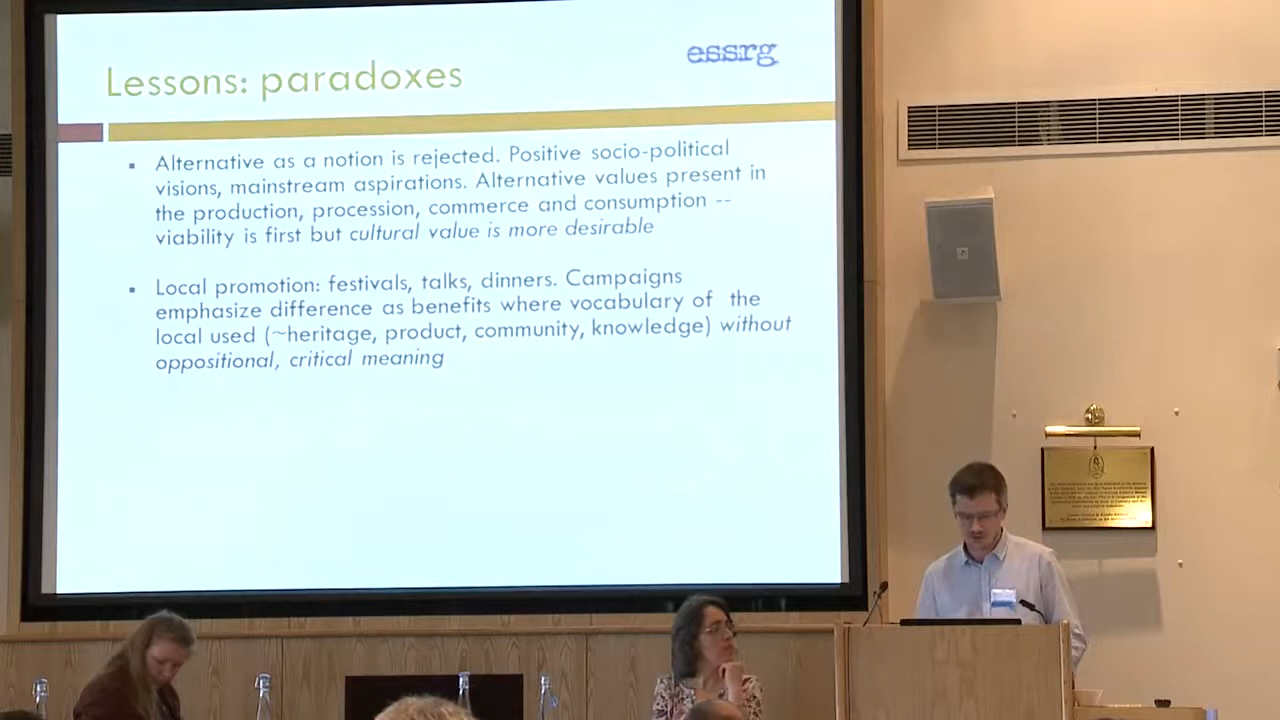 essrg
Lessons: paradoxes
▪ Alternative as a notion is rejected. Positive socio-political
visions, mainstream aspirations. Alternative values present in
the production, procession, commerce and consumption --
viability is first but cultural value is more desirable
▪ Local promotion: festivals, talks, dinners. Campaigns
emphasize difference as benefits where vocabulary of the
local used (~heritage, product, community, knowledge) without
oppositional, critical meaning